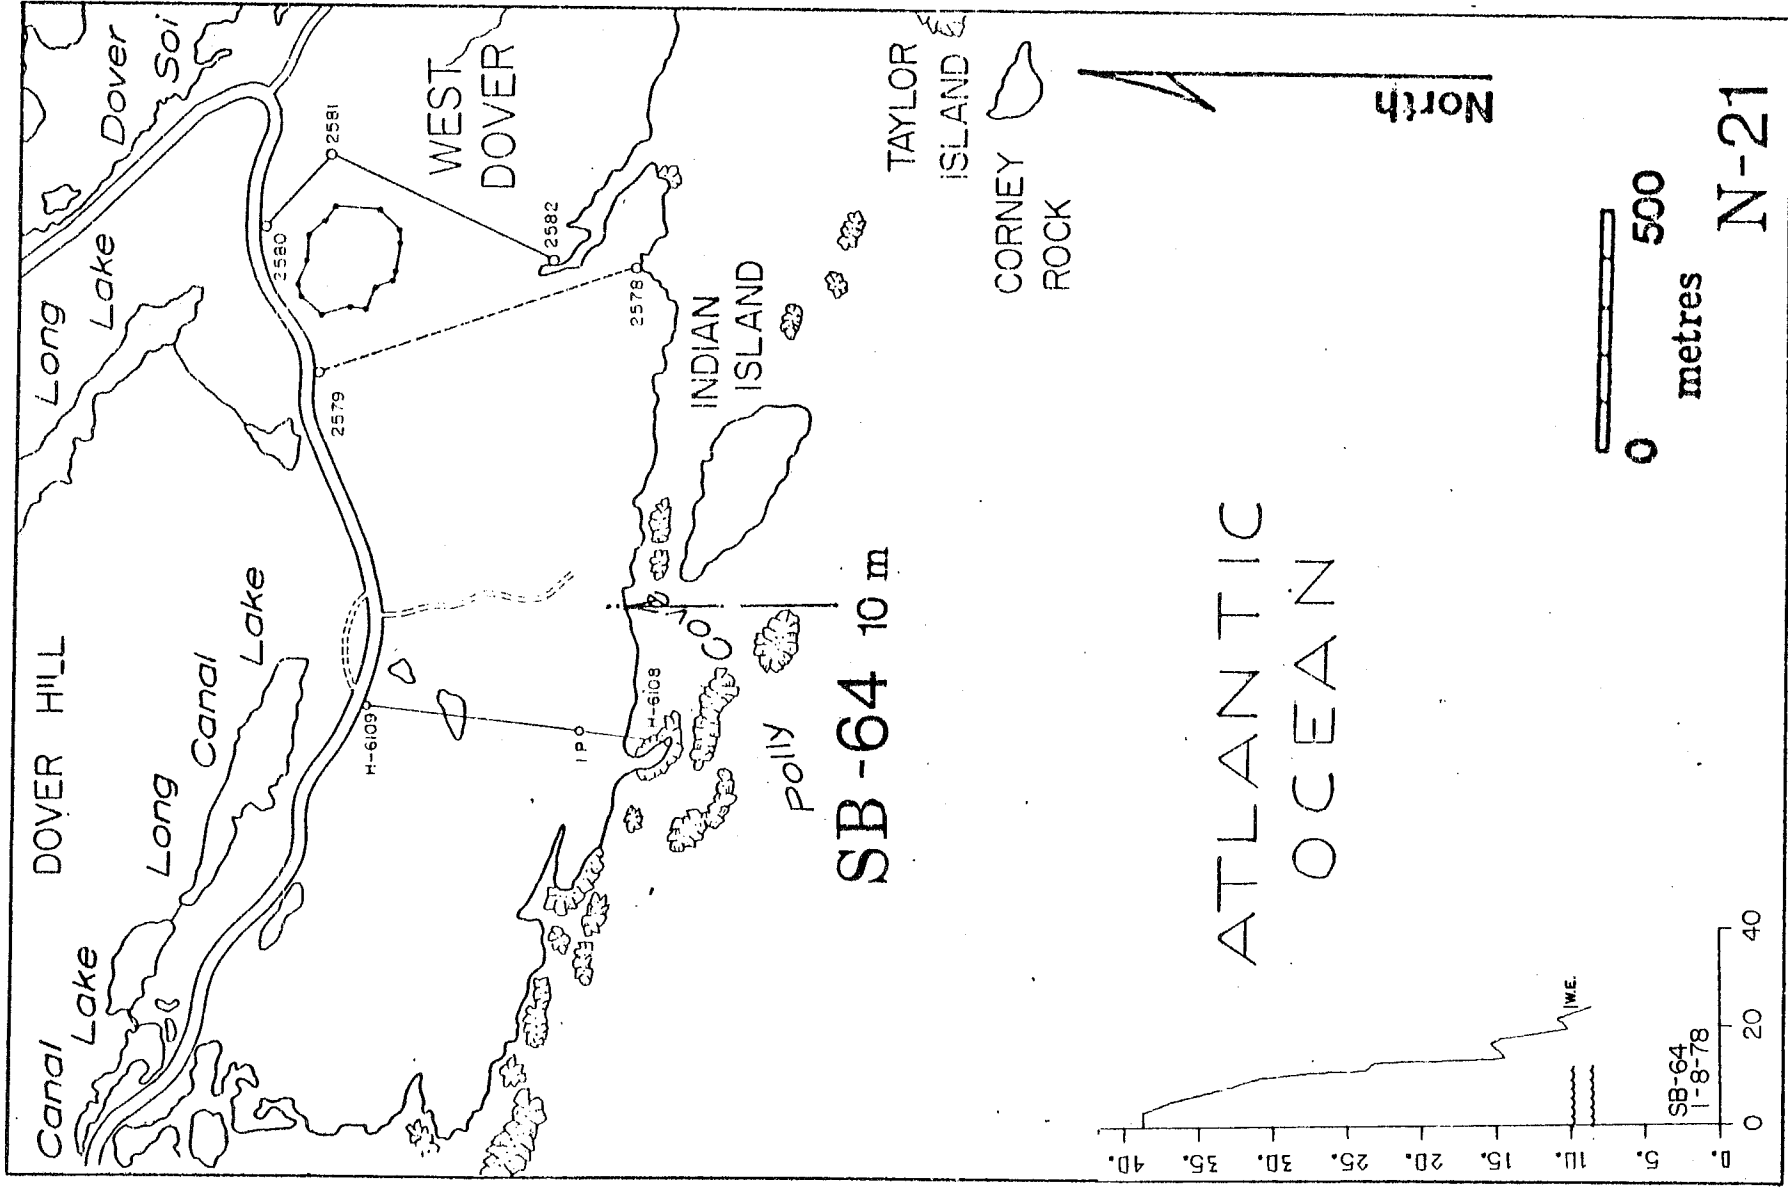 Canal
Lake
DOVER HILL
Long
Canal
Lake
Long
Lake
Dover
Soi
WEST
DOVER
2581
2580
2582
2578
2579
H-6109
I P
H-6108
INDIAN
ISLAND
TAYLOR
ISLAND
CORNEY
ROCK
Polly
Cove
SB-64 10 m
ATLANTIC
OCEAN
North
0 500
metres
N-21
40.
35.
30.
25.
20.
15.
10.
5.
0.
W.E.
SB-64
1-8-78
0 20 40